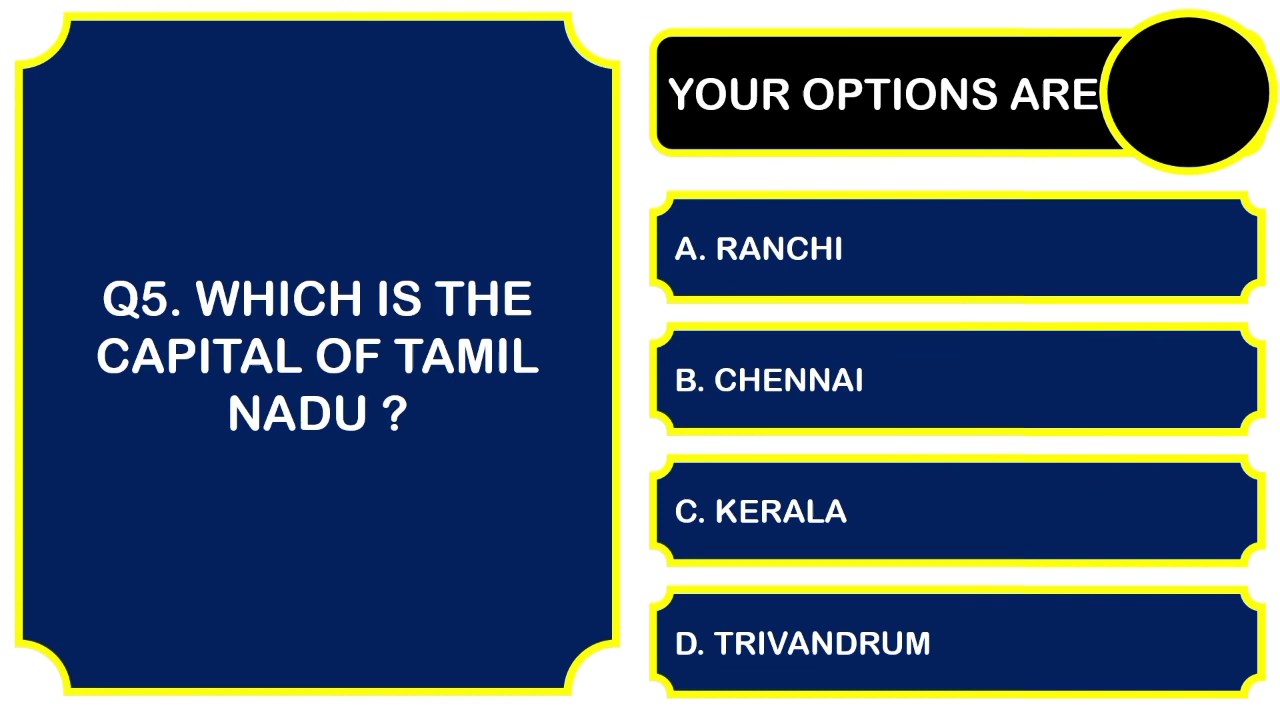 Q5. WHICH IS THE
CAPITAL OF TAMIL
NADU ?
YOUR OPTIONS ARE
A. RANCHI
B. CHENNAI
C. KERALA
D. TRIVANDRUM